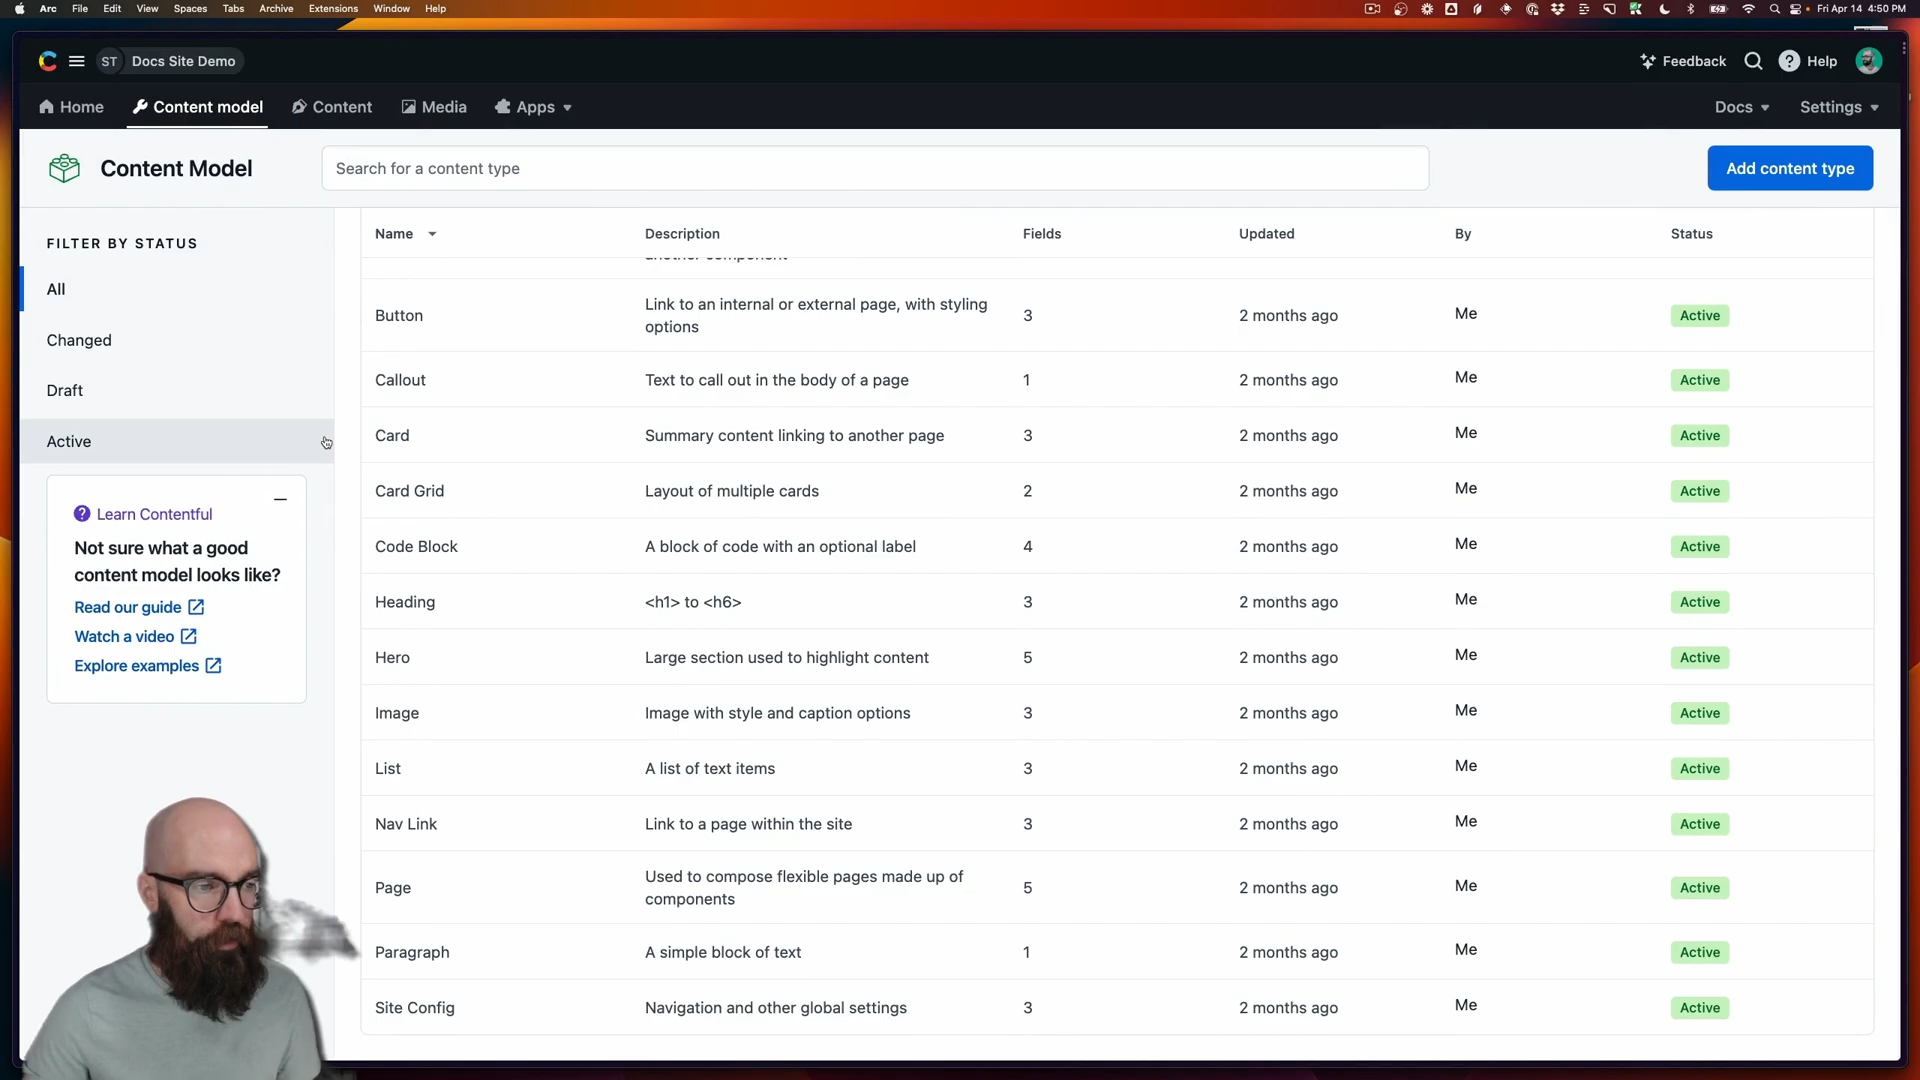 Arc File Edit View Spaces Tabs Archive Extensions Window Help Fri Apr 14 4:50 PM
ST Docs Site Demo Feedback ? Help
Home Content model Content Media Apps Docs Settings
Content Model Search for a content type Add content type
FILTER BY STATUS
All
Changed
Draft
Active
? Learn Contentful
Not sure what a good
content model looks like?
Read our guide
Watch a video
Explore examples
Name Description Fields Updated By Status
another component
Button Link to an internal or external page, with styling
options 3 2 months ago Me Active
Callout Text to call out in the body of a page 1 2 months ago Me Active
Card Summary content linking to another page 3 2 months ago Me Active
Card Grid Layout of multiple cards 2 2 months ago Me Active
Code Block A block of code with an optional label 4 2 months ago Me Active
Heading <h1> to <h6> 3 2 months ago Me Active
Hero Large section used to highlight content 5 2 months ago Me Active
Image Image with style and caption options 3 2 months ago Me Active
List A list of text items 3 2 months ago Me Active
Nav Link Link to a page within the site 3 2 months ago Me Active
Page Used to compose flexible pages made up of
components 5 2 months ago Me Active
Paragraph A simple block of text 1 2 months ago Me Active
Site Config Navigation and other global settings 3 2 months ago Me Active